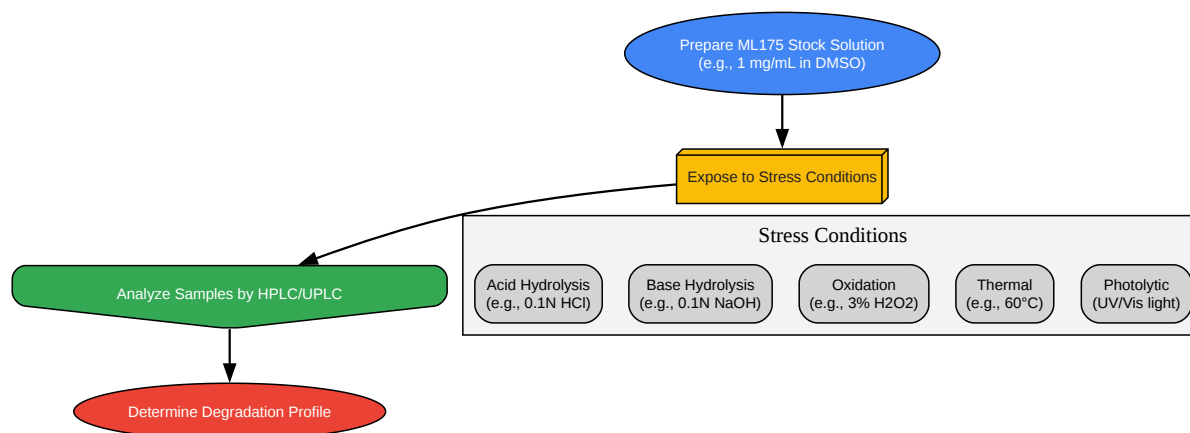 Prepare ML175 Stock Solution
(e.g., 1 mg/mL in DMSO)
Expose to Stress Conditions
Stress Conditions
Acid Hydrolysis
(e.g., 0.1N HCl)
Base Hydrolysis
(e.g., 0.1N NaOH)
Oxidation
(e.g., 3% H2O2)
Thermal
(e.g., 60°C)
Photolytic
(UV/Vis light)
Analyze Samples by HPLC/UPLC
Determine Degradation Profile